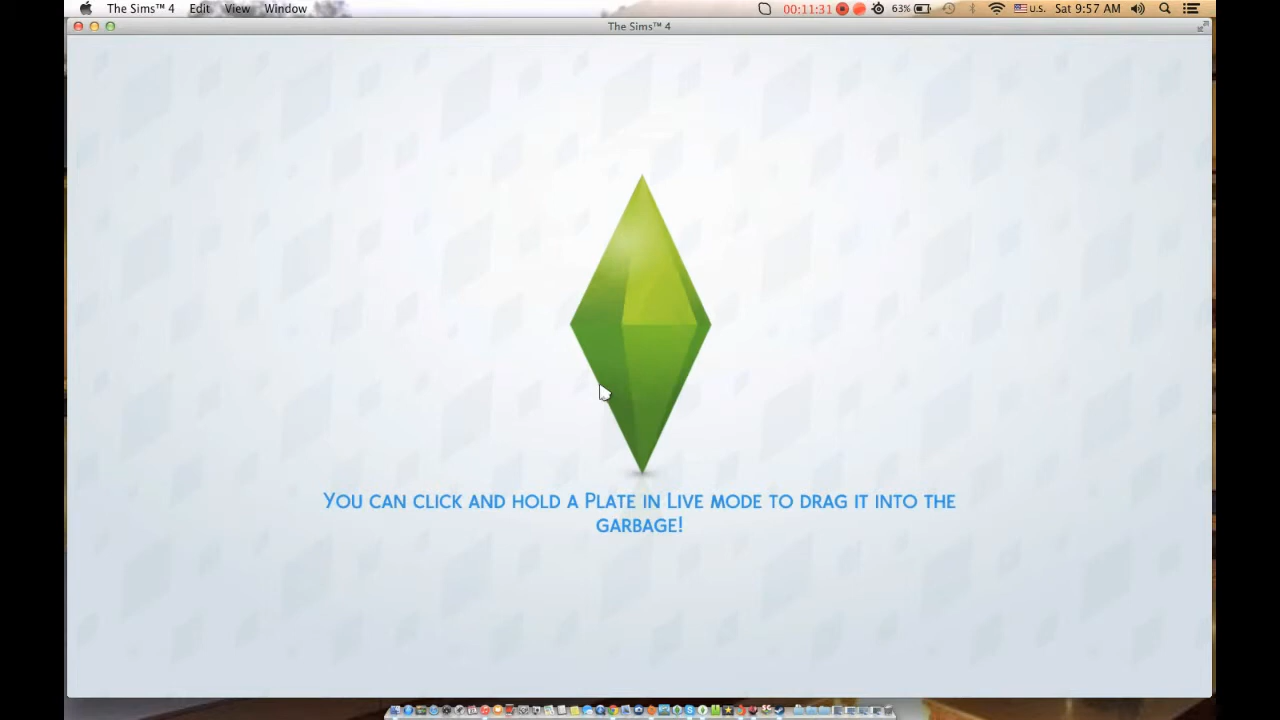 The Sims™ 4 Edit View Window 00:11:31 63% U.S. Sat 9:57 AM
The Sims™ 4
You can click and hold a Plate in Live mode to drag it into the
garbage!